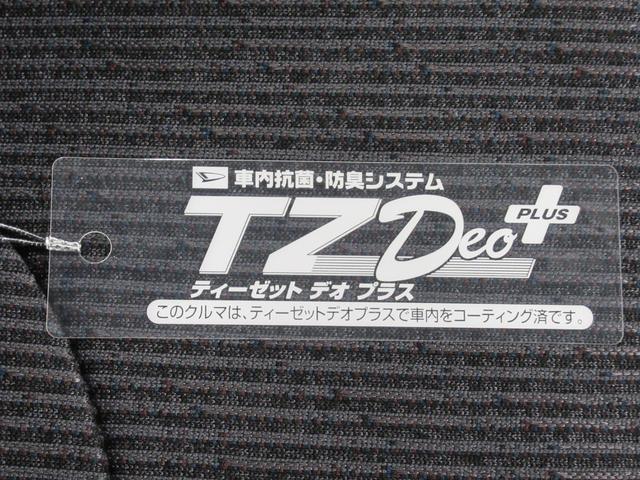 車内抗菌・防臭システム
TZ Deo PLUS
ティーゼット デオ プラス
このクルマは、ティーゼットデオプラスで車内をコーティング済です。